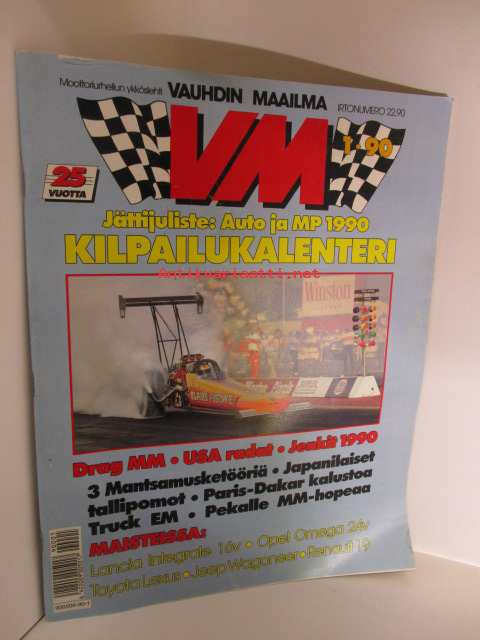 Moottoriurheilun ykköslehti VAUHDIN MAAILMA IRTONUMERO 22,90
VM
1·90
25
VUOTTA
Jättijuliste: Auto ja MP 1990
KILPAILUKALENTERI
Antikvariaatti.net
Winston
Drag MM • USA radat • Jenkit 1990
3 Mantsamusketööriä • Japanilaiset
tallipomot • Paris-Dakar kalustoa
Truck EM • Pekalle MM-hopeaa
MAISTELSSA:
Lancia Integrale 16v • Opel Omega 24v
Toyota Lexus • Jeep Wagoneer • Renault 19